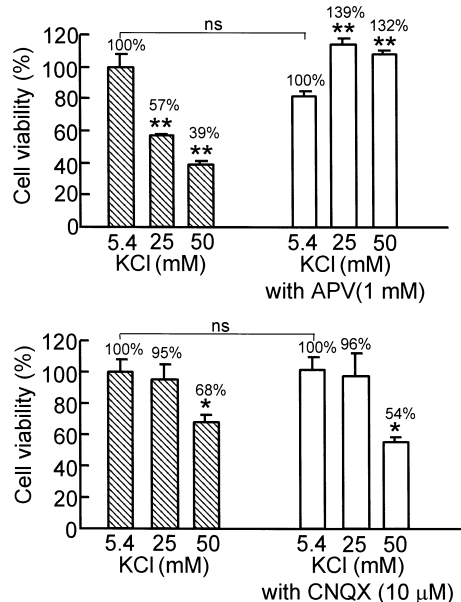 ns
139%
132%
100%
**
**
100%
57%
**
39%
**
Cell viability (%)
120
100
80
60
40
20
0
5.4 25 50
5.4 25 50
KCl (mM)
KCl (mM)
with APV(1 mM)
ns
100%
95%
68%
*
100%
96%
54%
*
Cell viability (%)
120
100
80
60
40
20
0
5.4 25 50
5.4 25 50
KCl (mM)
KCl (mM)
with CNQX (10 μM)